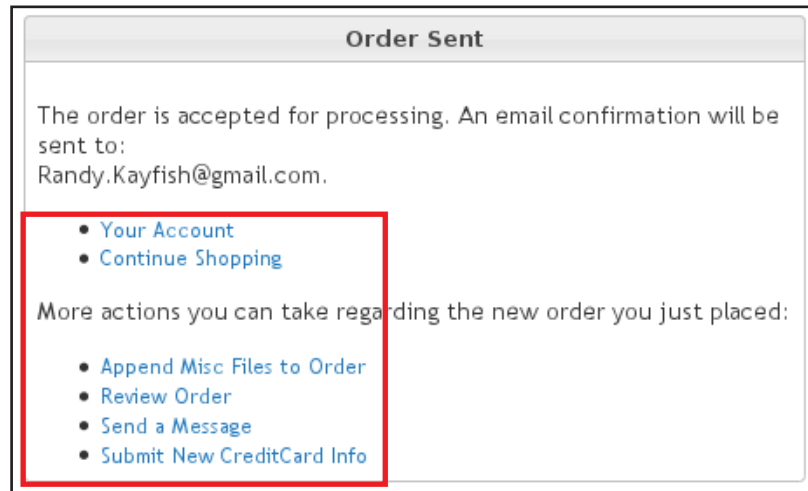 Order Sent
The order is accepted for processing. An email confirmation will be
sent to:
Randy.Kayfish@gmail.com.
• Your Account
• Continue Shopping
More actions you can take regarding the new order you just placed:
• Append Misc Files to Order
• Review Order
• Send a Message
• Submit New CreditCard Info